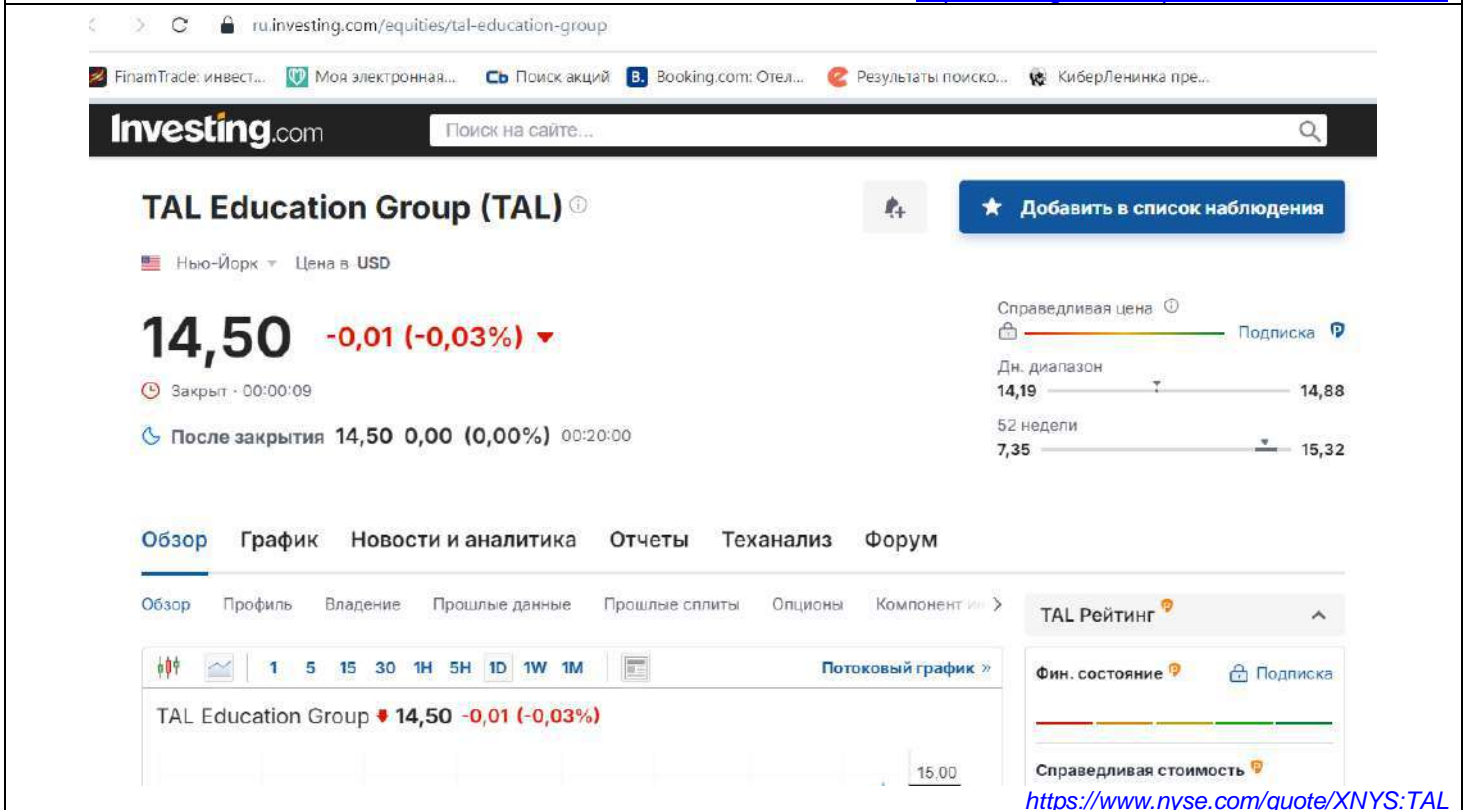 ru.investing.com/equities/tal-education-group
FinamTrade: инвест... Моя электронная... Сь Поиск акций B. Booking.com: Отел... Результаты поиско... КиберЛенинка пре...
Investing.com Поиск на сайте...
TAL Education Group (TAL) Добавить в список наблюдения
Нью-Йорк Цена в USD
Справедливая цена
14,50 -0,01 (-0,03%) Подписка
Дн. диапазон
Закрыт · 00:00:09 14,19 14,88
После закрытия 14,50 0,00 (0,00%) 00:20:00 52 недели
7,35 15,32
Обзор График Новости и аналитика Отчеты Теханализ Форум
Обзор Профиль Владение Прошлые данные Прошлые сплиты Опционы Компонент TAL Рейтинг
1 5 15 30 1H 5H 1D 1W 1M Потоковый график » Фин. состояние Подписка
TAL Education Group 14,50 -0,01 (-0,03%)
15.00 Справедливая стоимость
https://www.nyse.com/quote/XNYS:TAL